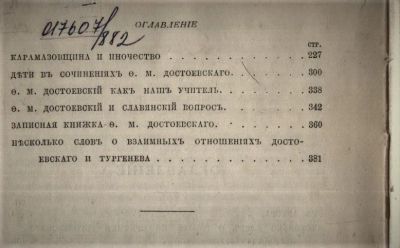 ОГЛАВЛЕНІЕ
017607/882
СТР.
КАРАМАЗОВЩИНА И ИНОЧЕСТВО . . . . . . . . 227
ДѢТИ ВЪ СОЧИНЕНІЯХЪ Ѳ. М. ДОСТОЕВСКАГО. . . . . . 300
Ѳ. М. ДОСТОЕВСКІЙ КАКЪ НАШЪ УЧИТЕЛЬ. . . . . . . 338
Ѳ. М. ДОСТОЕВСКІЙ И СЛАВЯНСКІЙ ВОПРОСЪ. . . . . . 342
ЗАПИСНАЯ КНИЖКА Ѳ. М. ДОСТОЕВСКАГО. . . . . . . 360
НѢСКОЛЬКО СЛОВЪ О ВЗАИМНЫХЪ ОТНОШЕНІЯХЪ ДОСТО-
ЕВСКАГО И ТУРГЕНЕВА . . . . . . . . . . 381